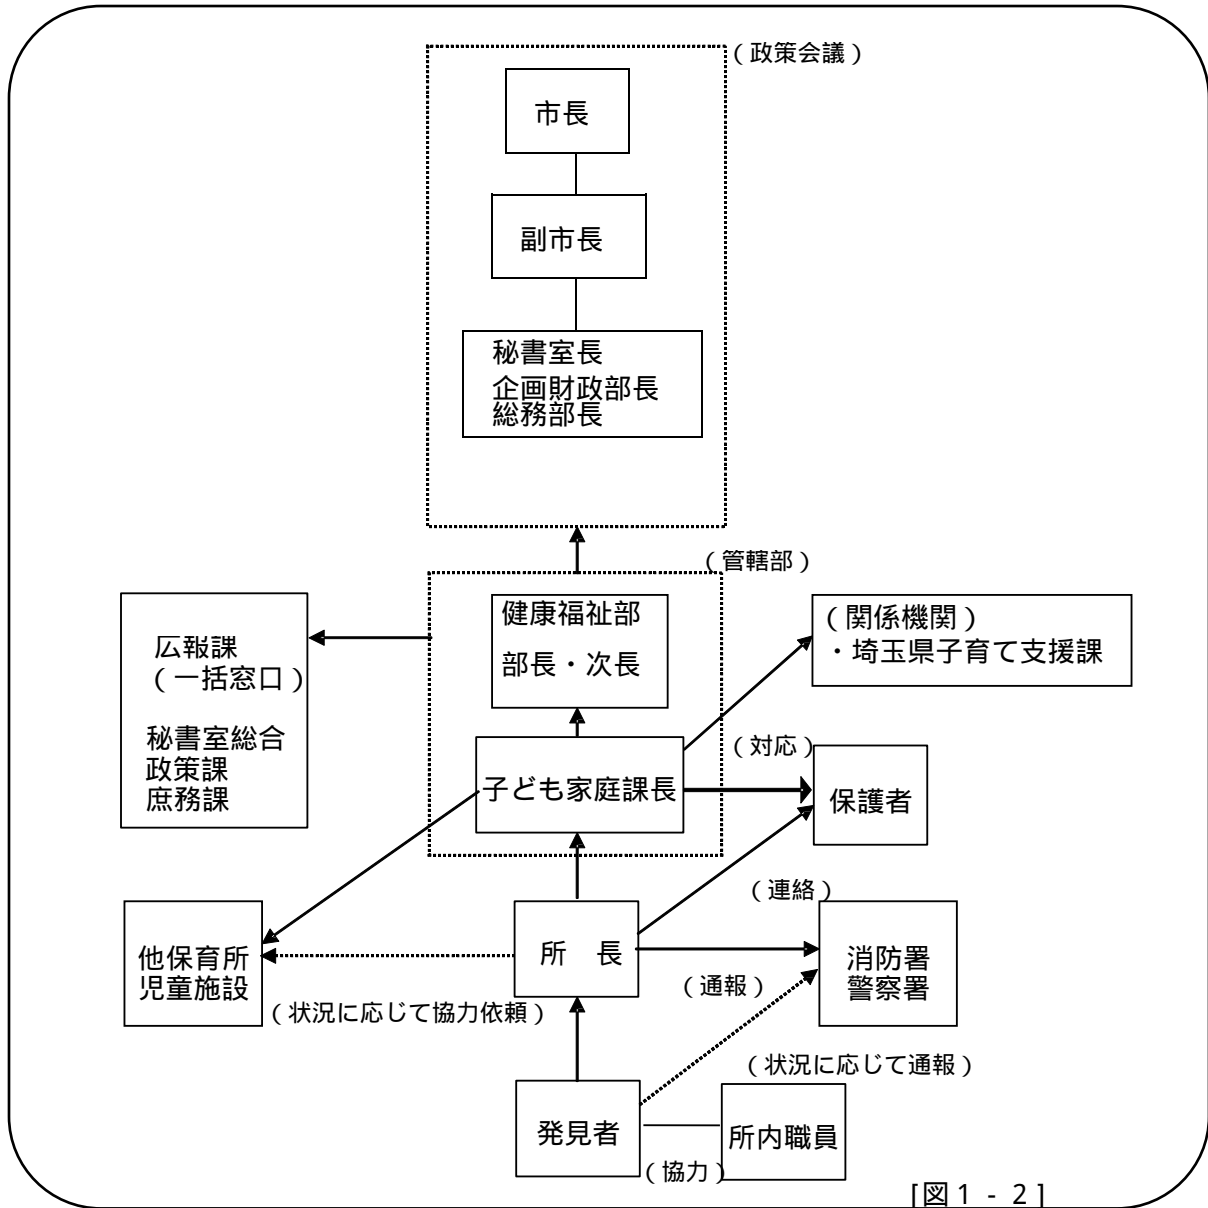 （政策会議）
市長
副市長
秘書室長
企画財政部長
総務部長
（管轄部）
健康福祉部
部長・次長
広報課
（一括窓口）
秘書室総合
政策課
庶務課
（関係機関）
・埼玉県子育て支援課
（対応）
子ども家庭課長
保護者
（連絡）
他保育所
児童施設
所　長
消防署
警察署
（通報）
（状況に応じて協力依頼）
（状況に応じて通報）
発見者
所内職員
（協力）
[図１-２]